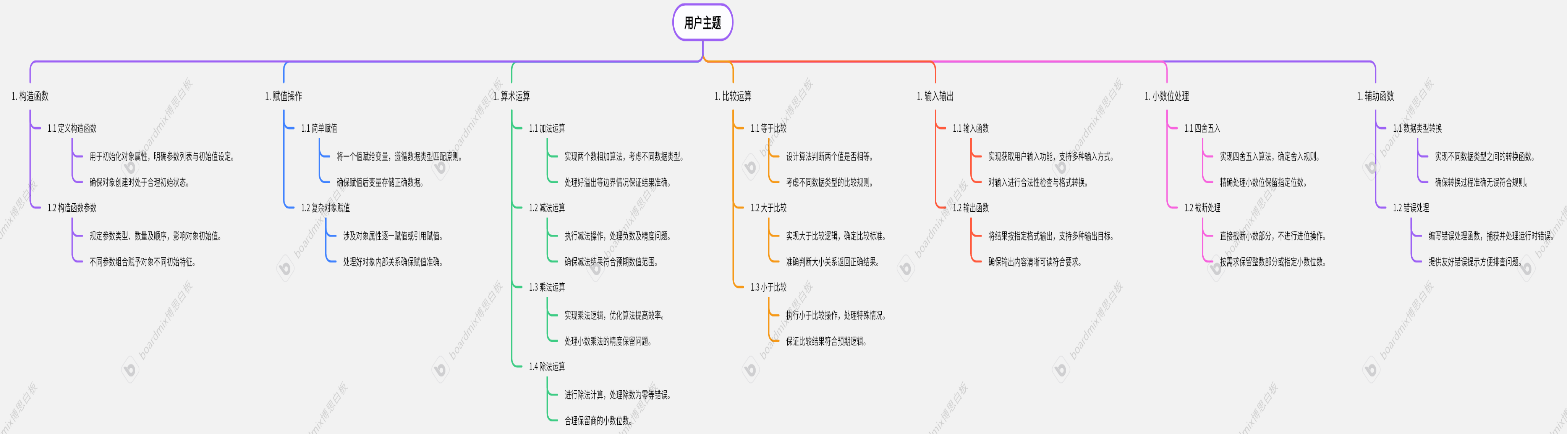 用户主题
1. 构造函数
1.1 定义构造函数
用于初始化对象属性，明确参数列表与初始值设定。
确保对象创建时处于合理初始状态。
1.2 构造函数参数
规定参数类型、数量及顺序，影响对象初始值。
不同参数组合赋予对象不同初始特征。
1. 赋值操作
1.1 简单赋值
将一个值赋给变量，遵循数据类型匹配原则。
确保赋值后变量存储正确数据。
1.2 复杂对象赋值
涉及对象属性逐一赋值或引用赋值。
处理好对象内部关系确保赋值准确。
1. 算术运算
1.1 加法运算
实现两个数相加算法，考虑不同数据类型。
处理好溢出等边界情况保证结果准确。
1.2 减法运算
执行减法操作，处理负数及精度问题。
确保减法结果符合预期数值范围。
1.3 乘法运算
实现乘法逻辑，优化算法提高效率。
处理小数乘法的精度保留问题。
1.4 除法运算
进行除法计算，处理除数为零等错误。
合理保留商的小数位数。
1. 比较运算
1.1 等于比较
设计算法判断两个值是否相等。
考虑不同数据类型的比较规则。
1.2 大于比较
实现大于比较逻辑，确定比较标准。
准确判断大小关系返回正确结果。
1.3 小于比较
执行小于比较操作，处理特殊情况。
保证比较结果符合预期逻辑。
1. 输入输出
1.1 输入函数
实现获取用户输入功能，支持多种输入方式。
对输入进行合法性检查与格式转换。
1.2 输出函数
将结果按指定格式输出，支持多种输出目标。
确保输出内容清晰可读符合要求。
1. 小数位处理
1.1 四舍五入
实现四舍五入算法，确定舍入规则。
精确处理小数位保留指定位数。
1.2 截断处理
直接截断小数部分，不进行进位操作。
按需求保留整数部分或指定小数位数。
1. 辅助函数
1.1 数据类型转换
实现不同数据类型之间的转换函数。
确保转换过程准确无误符合规则。
1.2 错误处理
编写错误处理函数，捕获并处理运行时错误。
提供友好错误提示方便排查问题。
boardmix博思白板